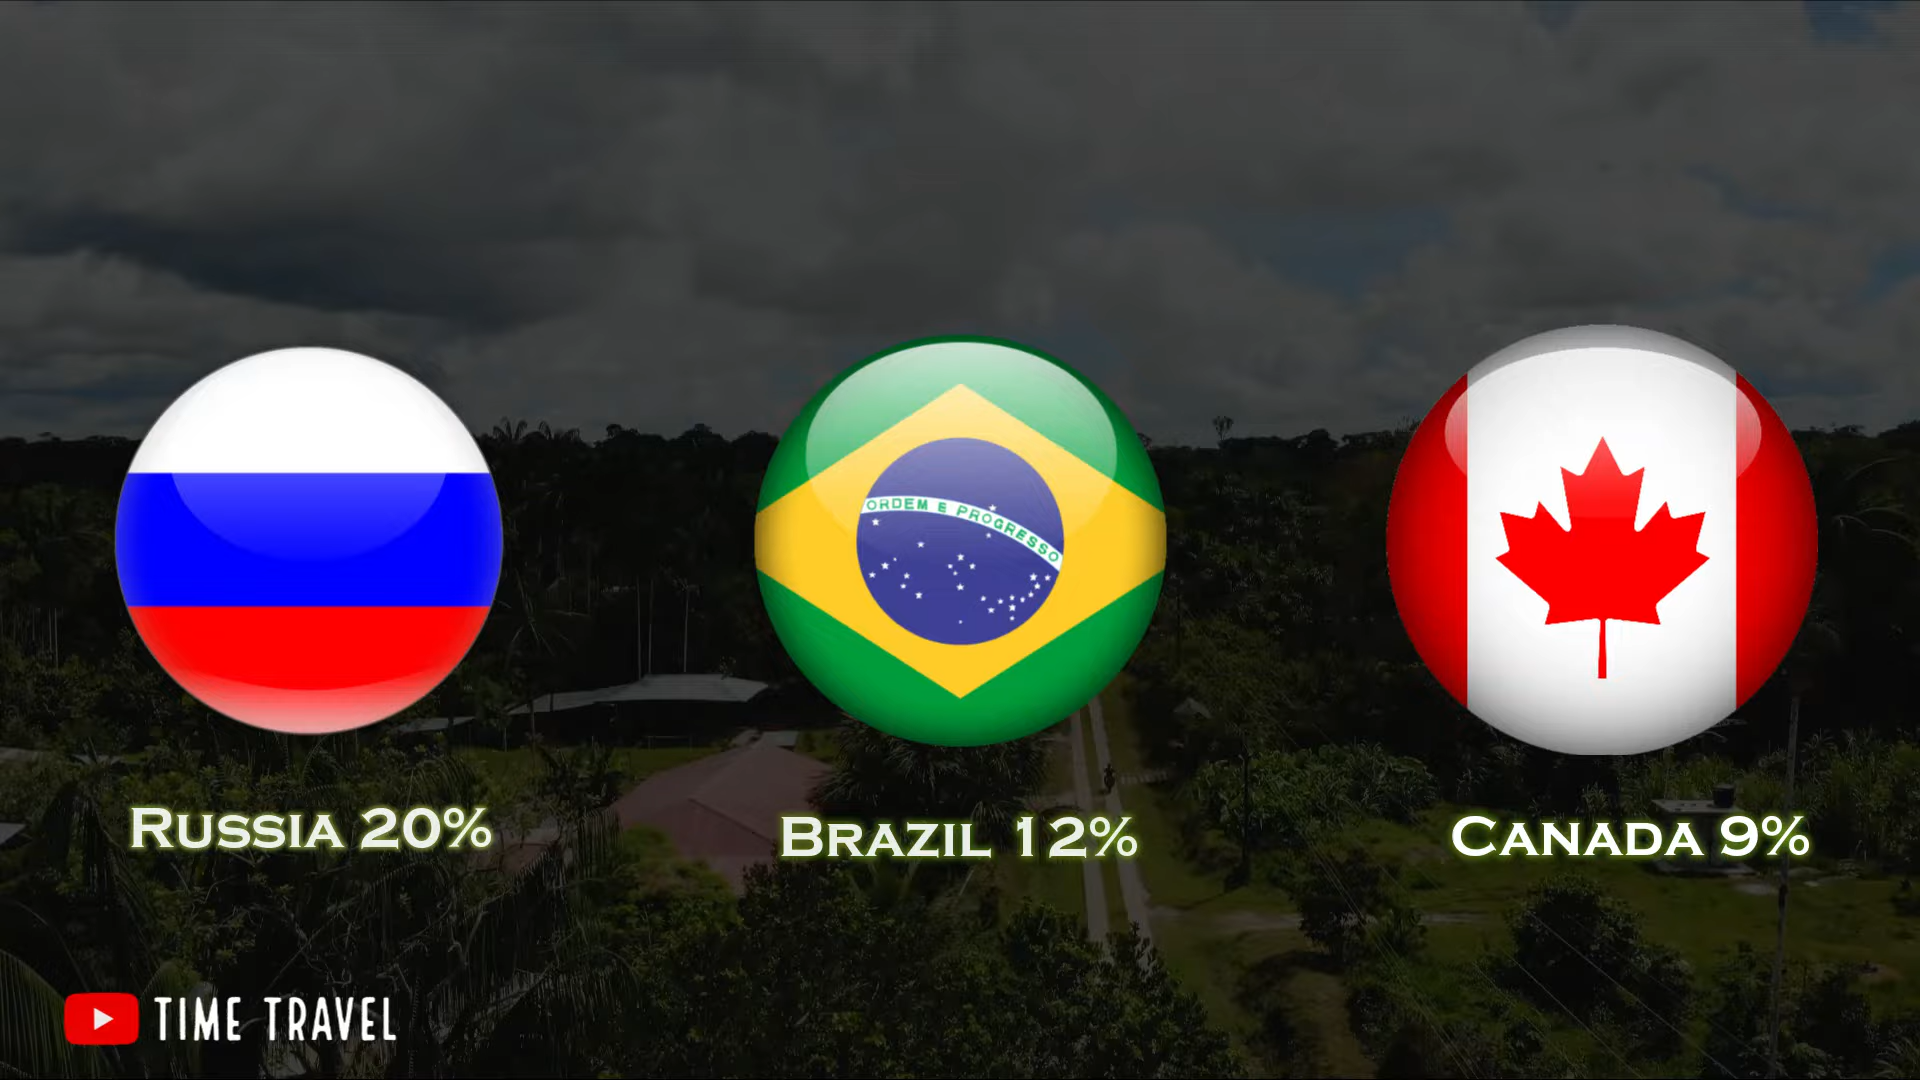 ORDEM E PROGRESSO
RUSSIA 20%
BRAZIL 12%
CANADA 9%
TIME TRAVEL